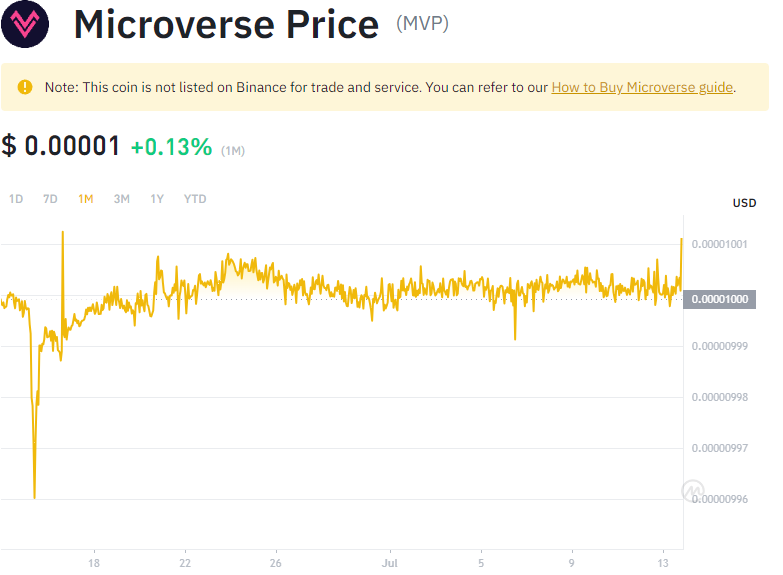 Microverse Price (MVP)
Note: This coin is not listed on Binance for trade and service. You can refer to our How to Buy Microverse guide.
$ 0.00001 +0.13% (1M)
1D 7D 1M 3M 1Y YTD
USD
0.00001001
0.00001000
0.00000999
0.00000998
0.00000997
0.00000996
18 22 26 Jul 5 9 13